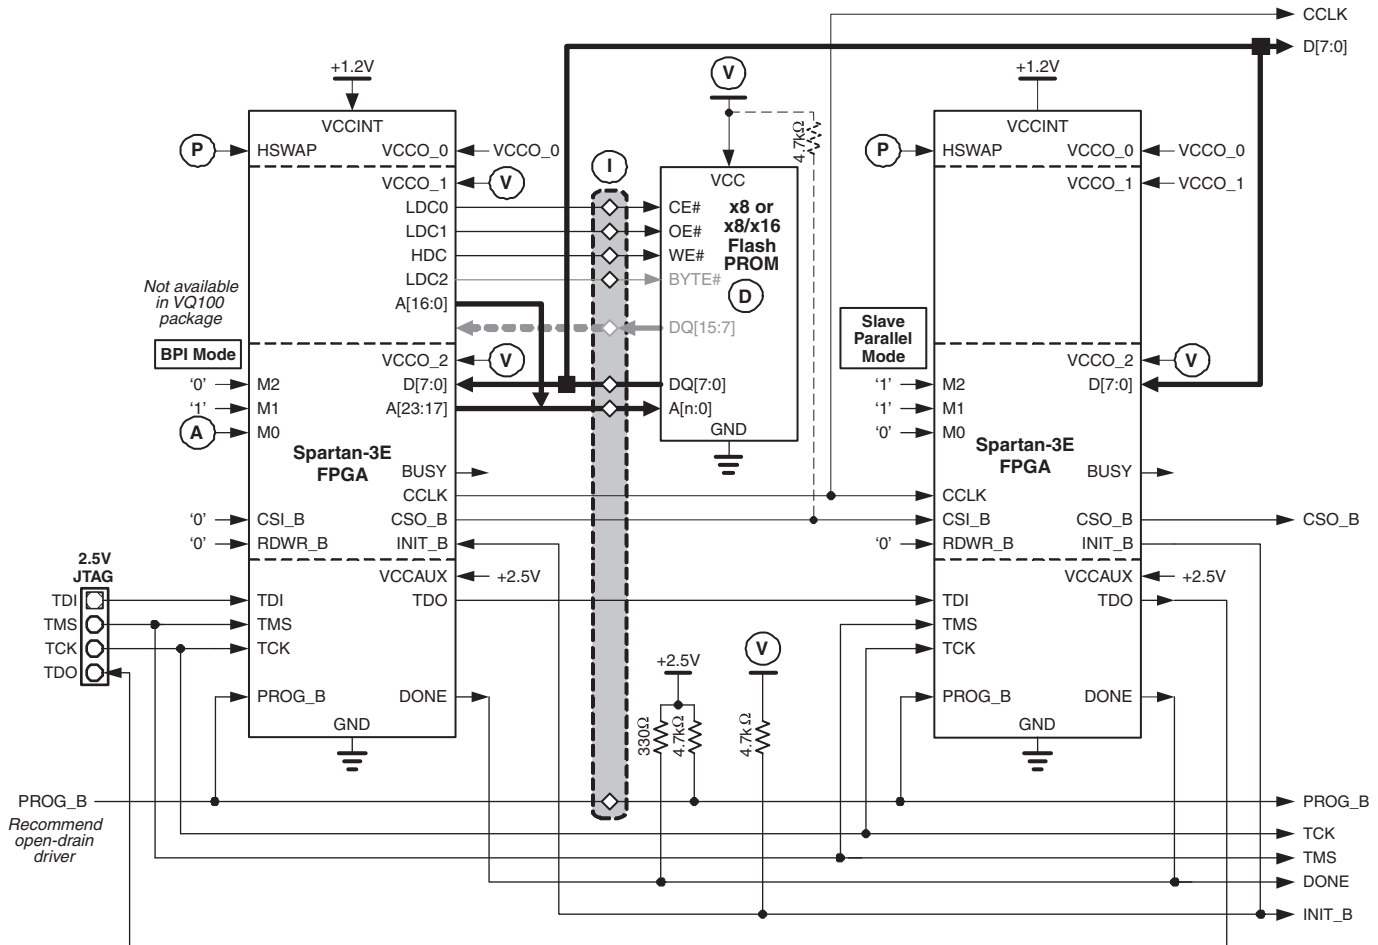 CCLK
D[7:0]
+1.2V
V
+1.2V
VCCINT
4.7kΩ
VCCINT
P
HSWAP
VCCO_0
VCCO_0
P
HSWAP
VCCO_0
VCCO_0
I
VCCO_1
V
VCC
VCCO_1
VCCO_1
LDC0
CE#
x8 or
x8/x16
Flash
PROM
LDC1
OE#
HDC
WE#
LDC2
BYTE#
D
Not available
in VQ100
package
A[16:0]
DQ[15:7]
Slave
Parallel
Mode
BPI Mode
VCCO_2
V
VCCO_2
V
'0'
M2
D[7:0]
DQ[7:0]
'1'
M2
D[7:0]
'1'
M1
A[23:17]
A[n:0]
'1'
M1
A
M0
GND
'0'
M0
Spartan-3E
FPGA
Spartan-3E
FPGA
BUSY
BUSY
CCLK
CCLK
'0'
CSI_B
CSO_B
CSI_B
CSO_B
CSO_B
'0'
RDWR_B
INIT_B
'0'
RDWR_B
INIT_B
2.5V
JTAG
VCCAUX
+2.5V
VCCAUX
+2.5V
TDI
TDI
TDO
TDI
TDO
TMS
TMS
TMS
TCK
TCK
TCK
TDO
+2.5V
V
PROG_B
DONE
PROG_B
DONE
330Ω
4.7kΩ
4.7kΩ
GND
GND
PROG_B
PROG_B
Recommend
open-drain
driver
TCK
TMS
DONE
INIT_B